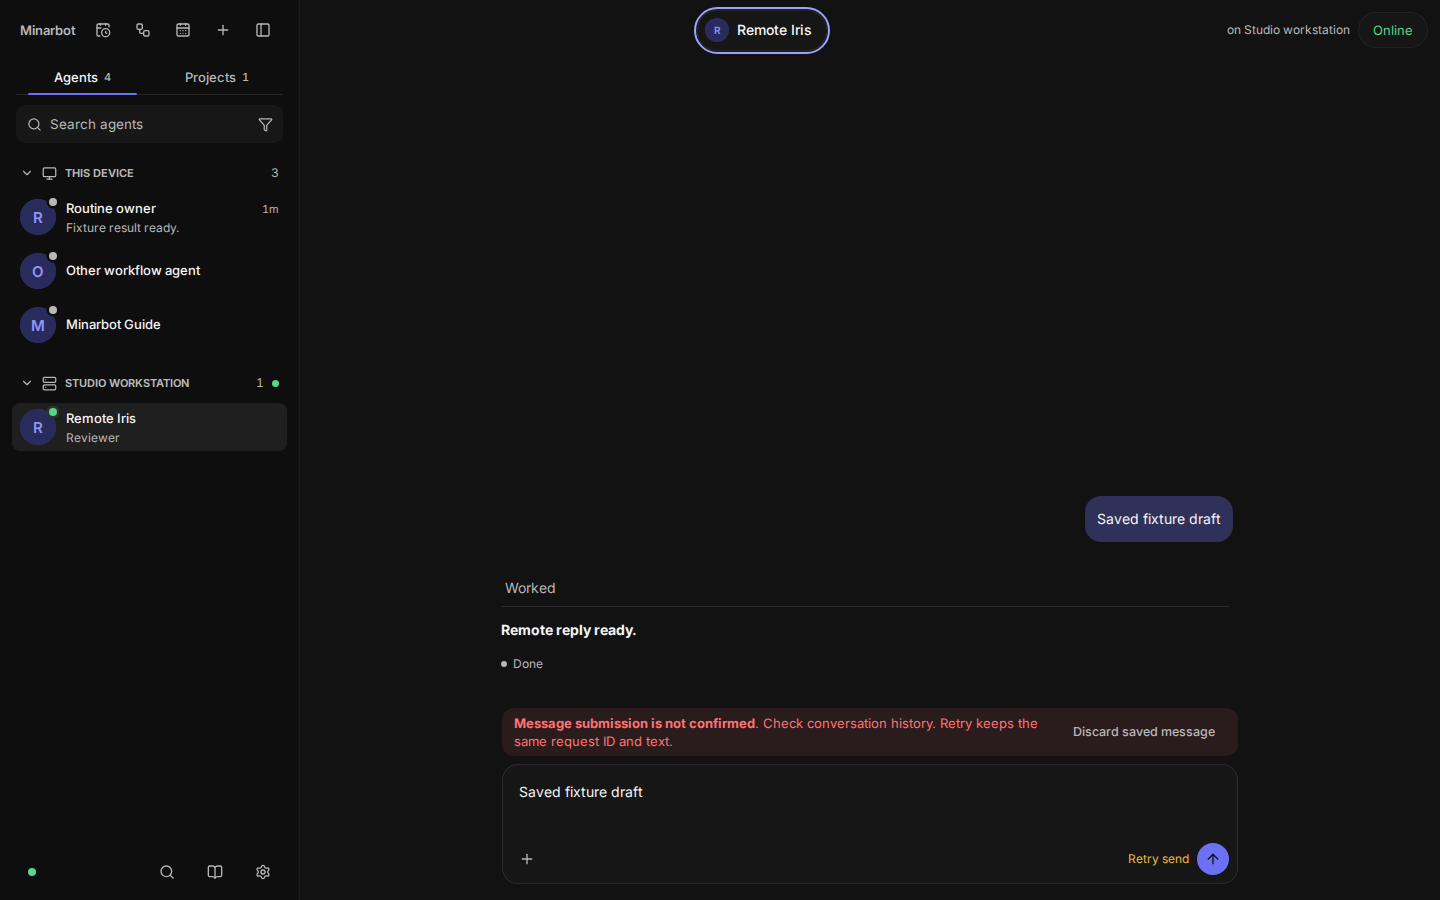 Minarbot
Agents 4
Projects 1
Search agents
THIS DEVICE 3
R
Routine owner 1m
Fixture result ready.
O
Other workflow agent
M
Minarbot Guide
STUDIO WORKSTATION 1
R
Remote Iris
Reviewer
R Remote Iris
on Studio workstation Online
Saved fixture draft
Worked
Remote reply ready.
Done
Message submission is not confirmed. Check conversation history. Retry keeps the
same request ID and text.
Discard saved message
Saved fixture draft
Retry send